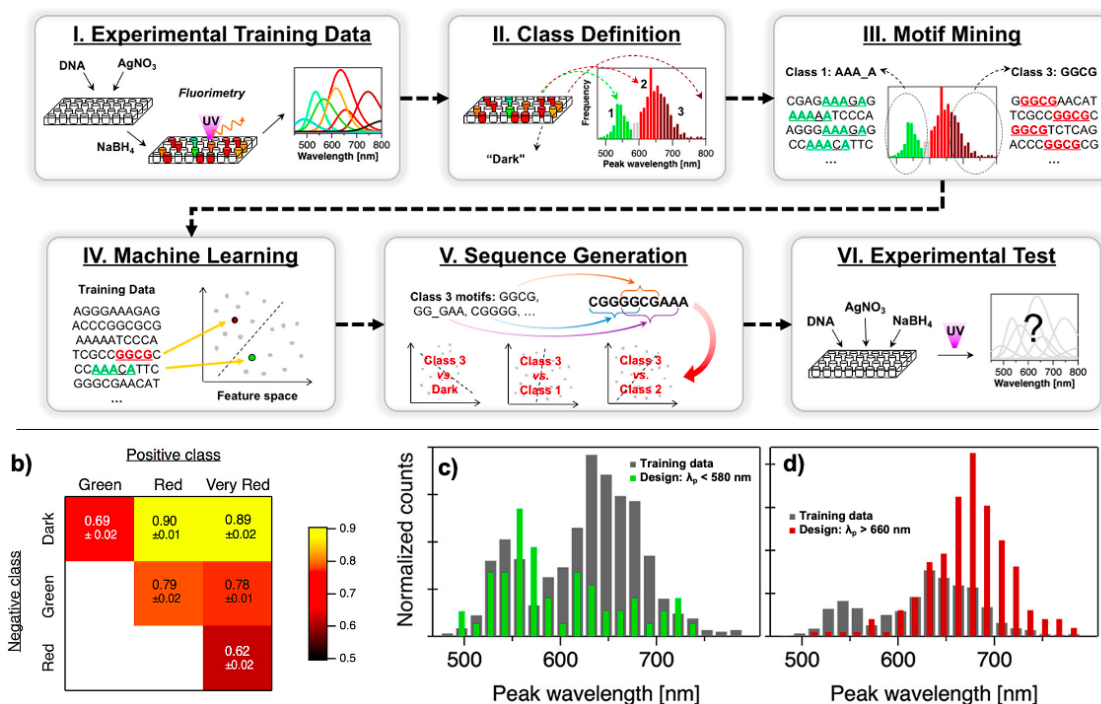 I. Experimental Training Data
DNA
AgNO₃
Fluorimetry
UV
NaBH₄
500 600 700 800
Wavelength [nm]
II. Class Definition
Frequency
1
2
3
500 600 700 800
Peak wavelength [nm]
“Dark”
III. Motif Mining
Class 1: AAA_A
Class 3: GGCG
CGAGAAAGAG
AAAAATCCCA
AGGGAAAGAG
CCAAACATTC
...
GGGCGAACAT
TCGCCGGCGC
GGCGTCTCAG
ACCCGGCGCG
...
IV. Machine Learning
Training Data
AGGGAAAGAG
ACCCGGCGCG
AAAAATCCCA
TCGCCGGCGC
CCAAACATTC
GGGCGAACAT
...
Feature space
V. Sequence Generation
Class 3 motifs: GGCG,
GG_GAA, CGGGG, ...
CGGGGCGAAA
Class 3
vs.
Dark
Class 3
vs.
Class 1
Class 3
vs.
Class 2
VI. Experimental Test
DNA
AgNO₃
NaBH₄
UV
?
500 600 700 800
Wavelength [nm]
b)
Positive class
Green Red Very Red
Negative class
Dark
Green
Red
0.69
± 0.02
0.90
±0.01
0.89
±0.02
0.79
±0.02
0.78
±0.01
0.62
±0.02
0.9
0.8
0.7
0.6
0.5
c)
Training data
Design: λₚ < 580 nm
Normalized counts
500 600 700
Peak wavelength [nm]
d)
Training data
Design: λₚ > 660 nm
500 600 700
Peak wavelength [nm]